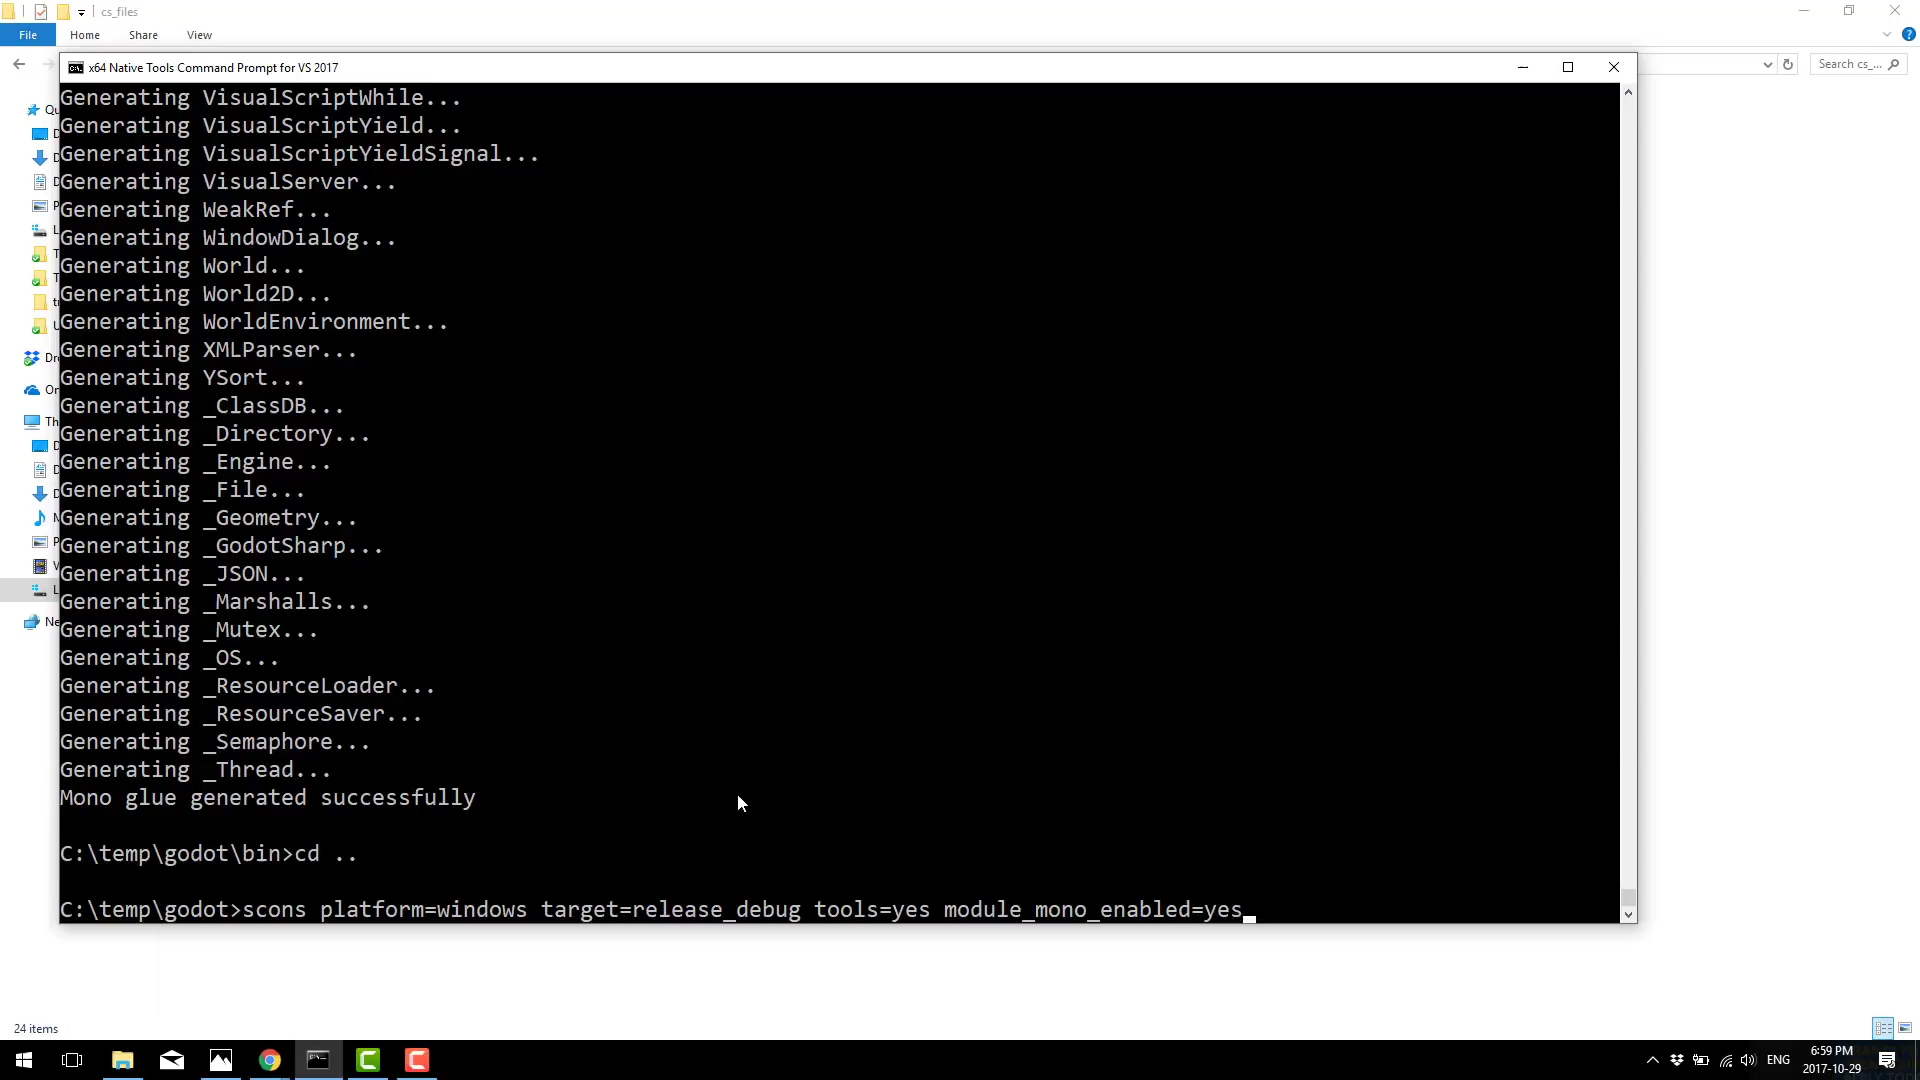 cs_files
File Home Share View
x64 Native Tools Command Prompt for VS 2017
Search cs_...
Generating VisualScriptWhile...
Generating VisualScriptYield...
Generating VisualScriptYieldSignal...
Generating VisualServer...
Generating WeakRef...
Generating WindowDialog...
Generating World...
Generating World2D...
Generating WorldEnvironment...
Generating XMLParser...
Generating YSort...
Generating _ClassDB...
Generating _Directory...
Generating _Engine...
Generating _File...
Generating _Geometry...
Generating _GodotSharp...
Generating _JSON...
Generating _Marshalls...
Generating _Mutex...
Generating _OS...
Generating _ResourceLoader...
Generating _ResourceSaver...
Generating _Semaphore...
Generating _Thread...
Mono glue generated successfully
C:\temp\godot\bin>cd ..
C:\temp\godot>scons platform=windows target=release_debug tools=yes module_mono_enabled=yes
24 items
ENG
6:59 PM
2017-10-29